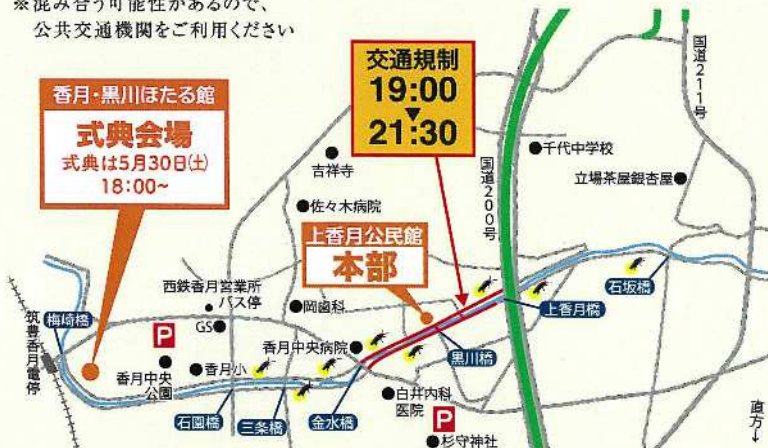 ※混み合う可能性があるので、
公共交通機関をご利用ください
香月・黒川ほたる館
式典会場
式典は5月30日(土)
18:00~
交通規制
19:00
▼
21:30
国道211号
国道200号
千代中学校
立場茶屋銀杏屋
吉祥寺
佐々木病院
上香月公民館
本部
西鉄香月営業所
バス停
GS
岡歯科
石坂橋
上香月橋
梅崎橋
筑豊香月電停
P
香月中央
公園
香月小
香月中央病院
黒川橋
石園橋
三条橋
金水橋
白井内科
医院
P
杉守神社
直方↓